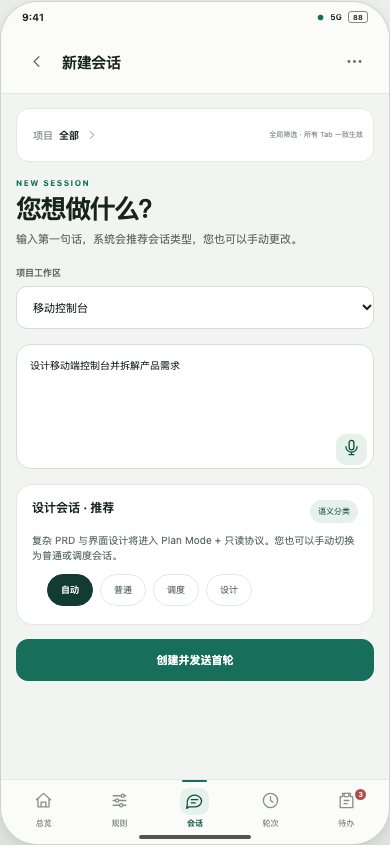 9:41
5G 88
新建会话
项目 全部
全局筛选 · 所有 Tab 一致生效
NEW SESSION
您想做什么?
输入第一句话，系统会推荐会话类型，您也可以手动更改。
项目工作区
移动控制台
设计移动端控制台并拆解产品需求
设计会话 · 推荐
语义分类
复杂 PRD 与界面设计将进入 Plan Mode + 只读协议。您也可以手动切换
为普通或调度会话。
自动 普通 调度 设计
创建并发送首轮
3
总览 规则 会话 轮次 待办